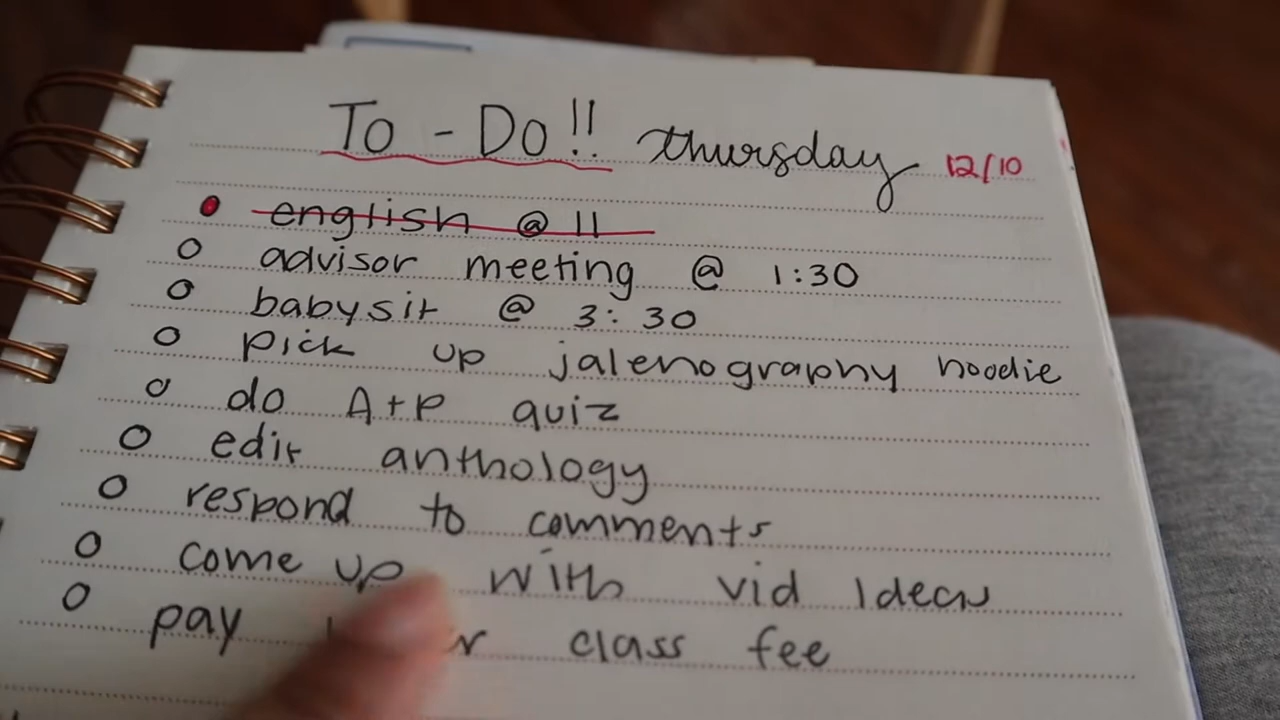 To-Do!! thursday 12/10
english @ 11
advisor meeting @ 1:30
babysit @ 3:30
pick up jalenography hoodie
do A+P quiz
edit anthology
respond to comments
come up with vid Ideas
pay class fee